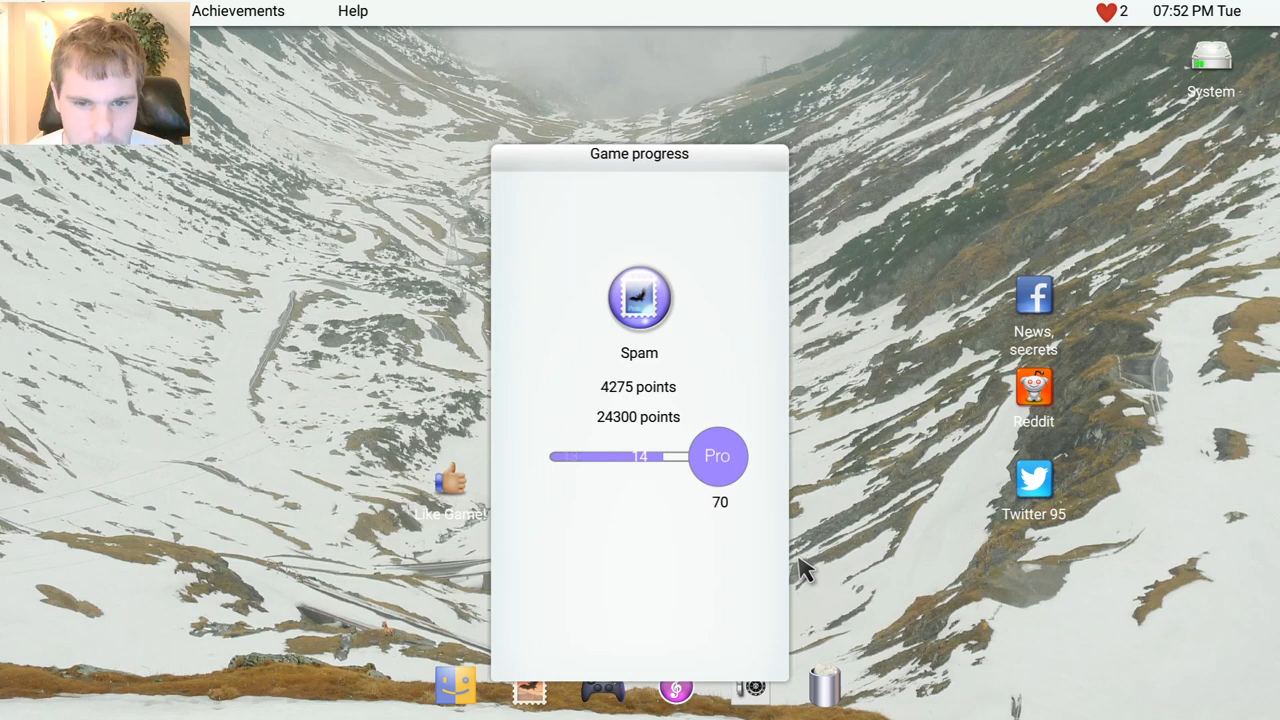 Achievements
Help
2
07:52 PM Tue
System
Game progress
Spam
4275 points
24300 points
13
14
Pro
70
Like Game!
News,
secrets
Reddit
Twitter 95